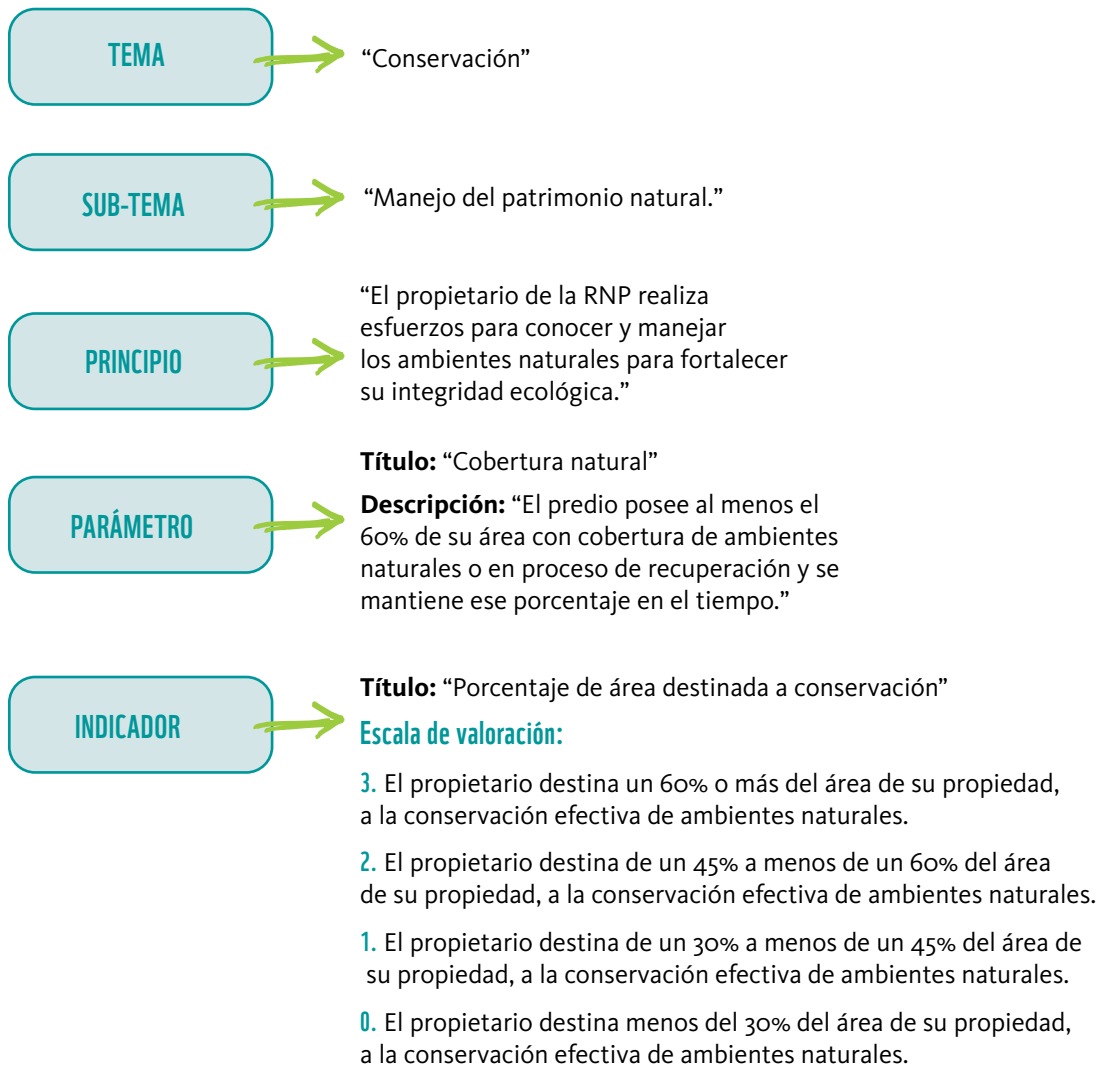 TEMA
“Conservación”
SUB-TEMA
“Manejo del patrimonio natural.”
PRINCIPIO
“El propietario de la RNP realiza
esfuerzos para conocer y manejar
los ambientes naturales para fortalecer
su integridad ecológica.”
PARÁMETRO
Título: “Cobertura natural”
Descripción: “El predio posee al menos el
60% de su área con cobertura de ambientes
naturales o en proceso de recuperación y se
mantiene ese porcentaje en el tiempo.”
INDICADOR
Título: “Porcentaje de área destinada a conservación”
Escala de valoración:
3. El propietario destina un 60% o más del área de su propiedad,
a la conservación efectiva de ambientes naturales.
2. El propietario destina de un 45% a menos de un 60% del área
de su propiedad, a la conservación efectiva de ambientes naturales.
1. El propietario destina de un 30% a menos de un 45% del área de
su propiedad, a la conservación efectiva de ambientes naturales.
0. El propietario destina menos del 30% del área de su propiedad,
a la conservación efectiva de ambientes naturales.